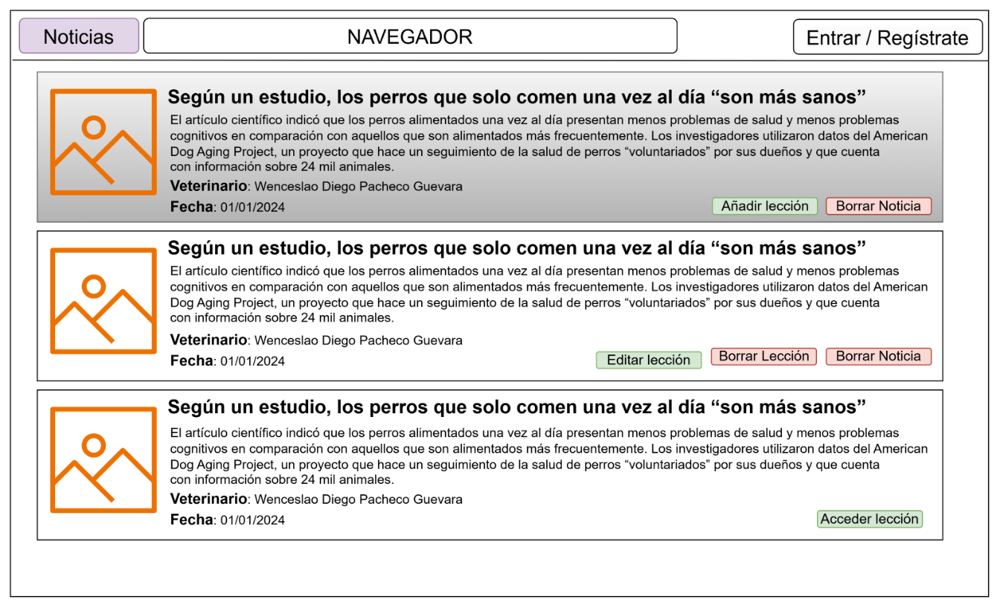 Noticias
NAVEGADOR
Entrar / Regístrate
Según un estudio, los perros que solo comen una vez al día “son más sanos”
El artículo científico indicó que los perros alimentados una vez al día presentan menos problemas de salud y menos problemas
cognitivos en comparación con aquellos que son alimentados más frecuentemente. Los investigadores utilizaron datos del American
Dog Aging Project, un proyecto que hace un seguimiento de la salud de perros “voluntariados” por sus dueños y que cuenta
con información sobre 24 mil animales.
Veterinario: Wenceslao Diego Pacheco Guevara
Fecha: 01/01/2024
Añadir lección
Borrar Noticia
Según un estudio, los perros que solo comen una vez al día “son más sanos”
El artículo científico indicó que los perros alimentados una vez al día presentan menos problemas de salud y menos problemas
cognitivos en comparación con aquellos que son alimentados más frecuentemente. Los investigadores utilizaron datos del American
Dog Aging Project, un proyecto que hace un seguimiento de la salud de perros “voluntariados” por sus dueños y que cuenta
con información sobre 24 mil animales.
Veterinario: Wenceslao Diego Pacheco Guevara
Fecha: 01/01/2024
Editar lección
Borrar Lección
Borrar Noticia
Según un estudio, los perros que solo comen una vez al día “son más sanos”
El artículo científico indicó que los perros alimentados una vez al día presentan menos problemas de salud y menos problemas
cognitivos en comparación con aquellos que son alimentados más frecuentemente. Los investigadores utilizaron datos del American
Dog Aging Project, un proyecto que hace un seguimiento de la salud de perros “voluntariados” por sus dueños y que cuenta
con información sobre 24 mil animales.
Veterinario: Wenceslao Diego Pacheco Guevara
Fecha: 01/01/2024
Acceder lección